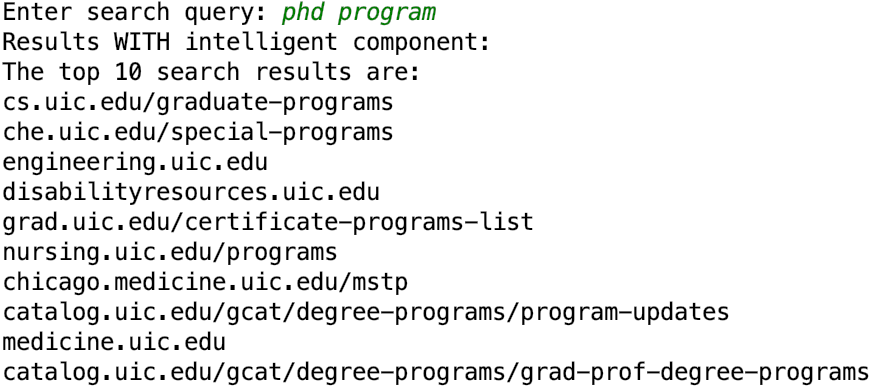 Enter search query: phd program
Results WITH intelligent component:
The top 10 search results are:
cs.uic.edu/graduate-programs
che.uic.edu/special-programs
engineering.uic.edu
disabilityresources.uic.edu
grad.uic.edu/certificate-programs-list
nursing.uic.edu/programs
chicago.medicine.uic.edu/mstp
catalog.uic.edu/gcat/degree-programs/program-updates
medicine.uic.edu
catalog.uic.edu/gcat/degree-programs/grad-prof-degree-programs